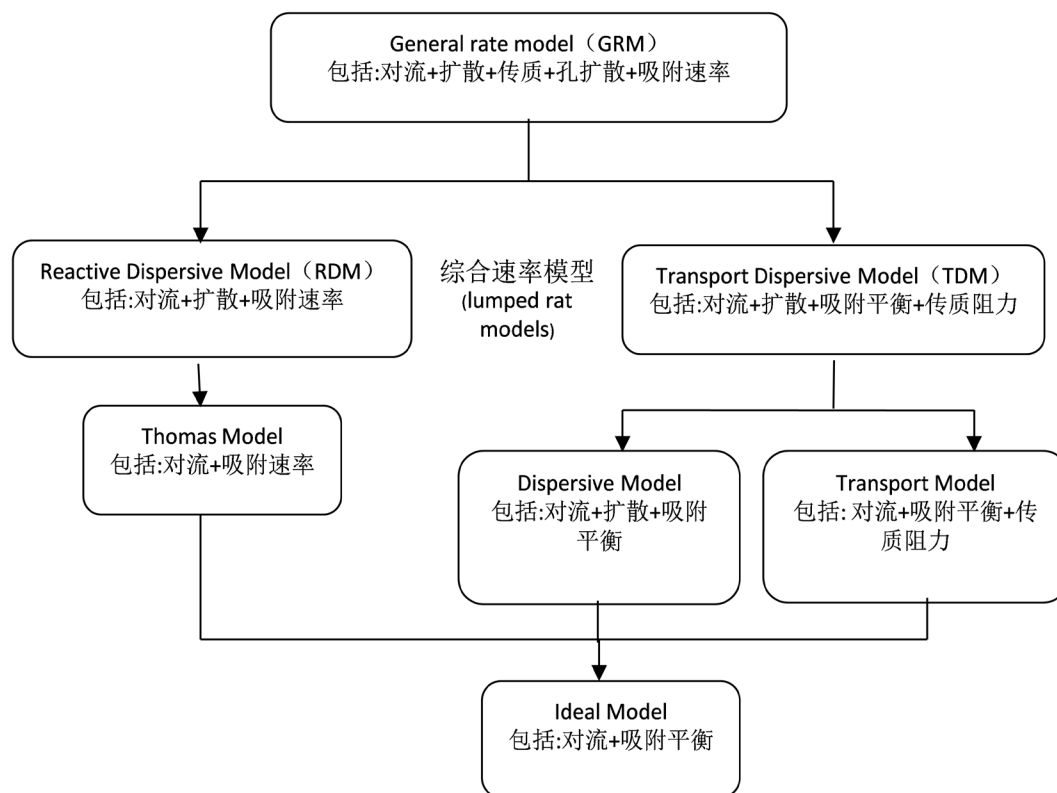 General rate model（GRM）
包括:对流+扩散+传质+孔扩散+吸附速率
Reactive Dispersive Model（RDM）
包括:对流+扩散+吸附速率
综合速率模型
(lumped rat
models)
Transport Dispersive Model（TDM）
包括:对流+扩散+吸附平衡+传质阻力
Thomas Model
包括:对流+吸附速率
Dispersive Model
包括:对流+扩散+吸附
平衡
Transport Model
包括: 对流+吸附平衡+传
质阻力
Ideal Model
包括:对流+吸附平衡